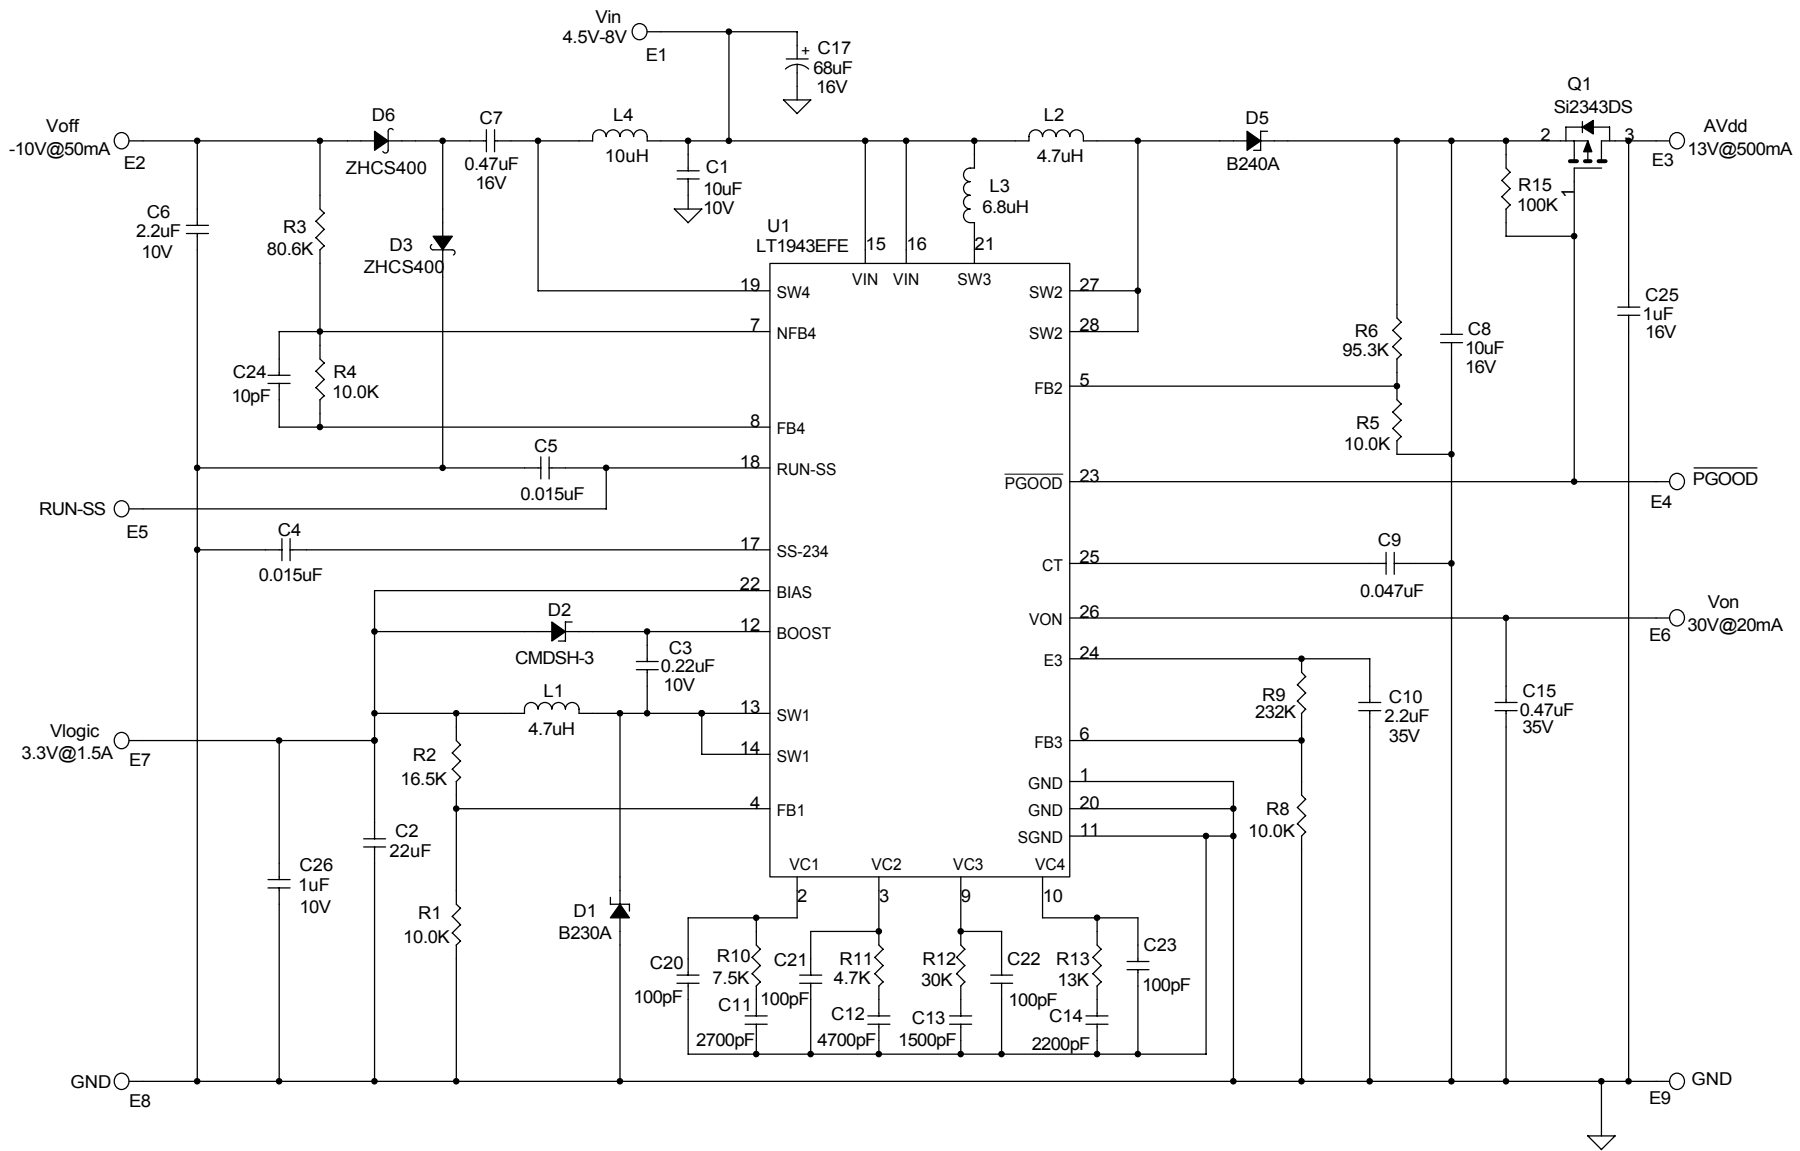 Vin
4.5V-8V
E1
+ C17
68uF
16V
Voff
-10V@50mA
E2
D6
ZHCS400
C7
0.47uF
16V
L4
10uH
C1
10uF
10V
L2
4.7uH
D5
B240A
Q1
Si2343DS
2
3
1
AVdd
13V@500mA
E3
R15
100K
C6
2.2uF
10V
R3
80.6K
D3
ZHCS400
L3
6.8uH
U1
LT1943EFE
15
16
21
VIN
VIN
SW3
19
SW4
SW2
27
7
NFB4
SW2
28
C25
1uF
16V
R6
95.3K
C8
10uF
16V
C24
10pF
R4
10.0K
FB2
5
R5
10.0K
8
FB4
C5
0.015uF
18
RUN-SS
PGOOD
23
PGOOD
E4
RUN-SS
E5
C4
0.015uF
17
SS-234
CT
25
C9
0.047uF
22
BIAS
VON
26
Von
30V@20mA
E6
D2
CMDSH-3
12
BOOST
C3
0.22uF
10V
E3
24
L1
4.7uH
13
SW1
14
SW1
R9
232K
C10
2.2uF
35V
C15
0.47uF
35V
Vlogic
3.3V@1.5A
E7
R2
16.5K
FB3
6
GND
1
4
FB1
GND
20
R8
10.0K
SGND
11
C2
22uF
C26
1uF
10V
VC1
VC2
VC3
VC4
2
3
9
10
R1
10.0K
D1
B230A
C20
100pF
R10
7.5K
C11
2700pF
C21
100pF
R11
4.7K
C12
4700pF
R12
30K
C13
1500pF
C22
100pF
R13
13K
C14
2200pF
C23
100pF
GND
E8
GND
E9